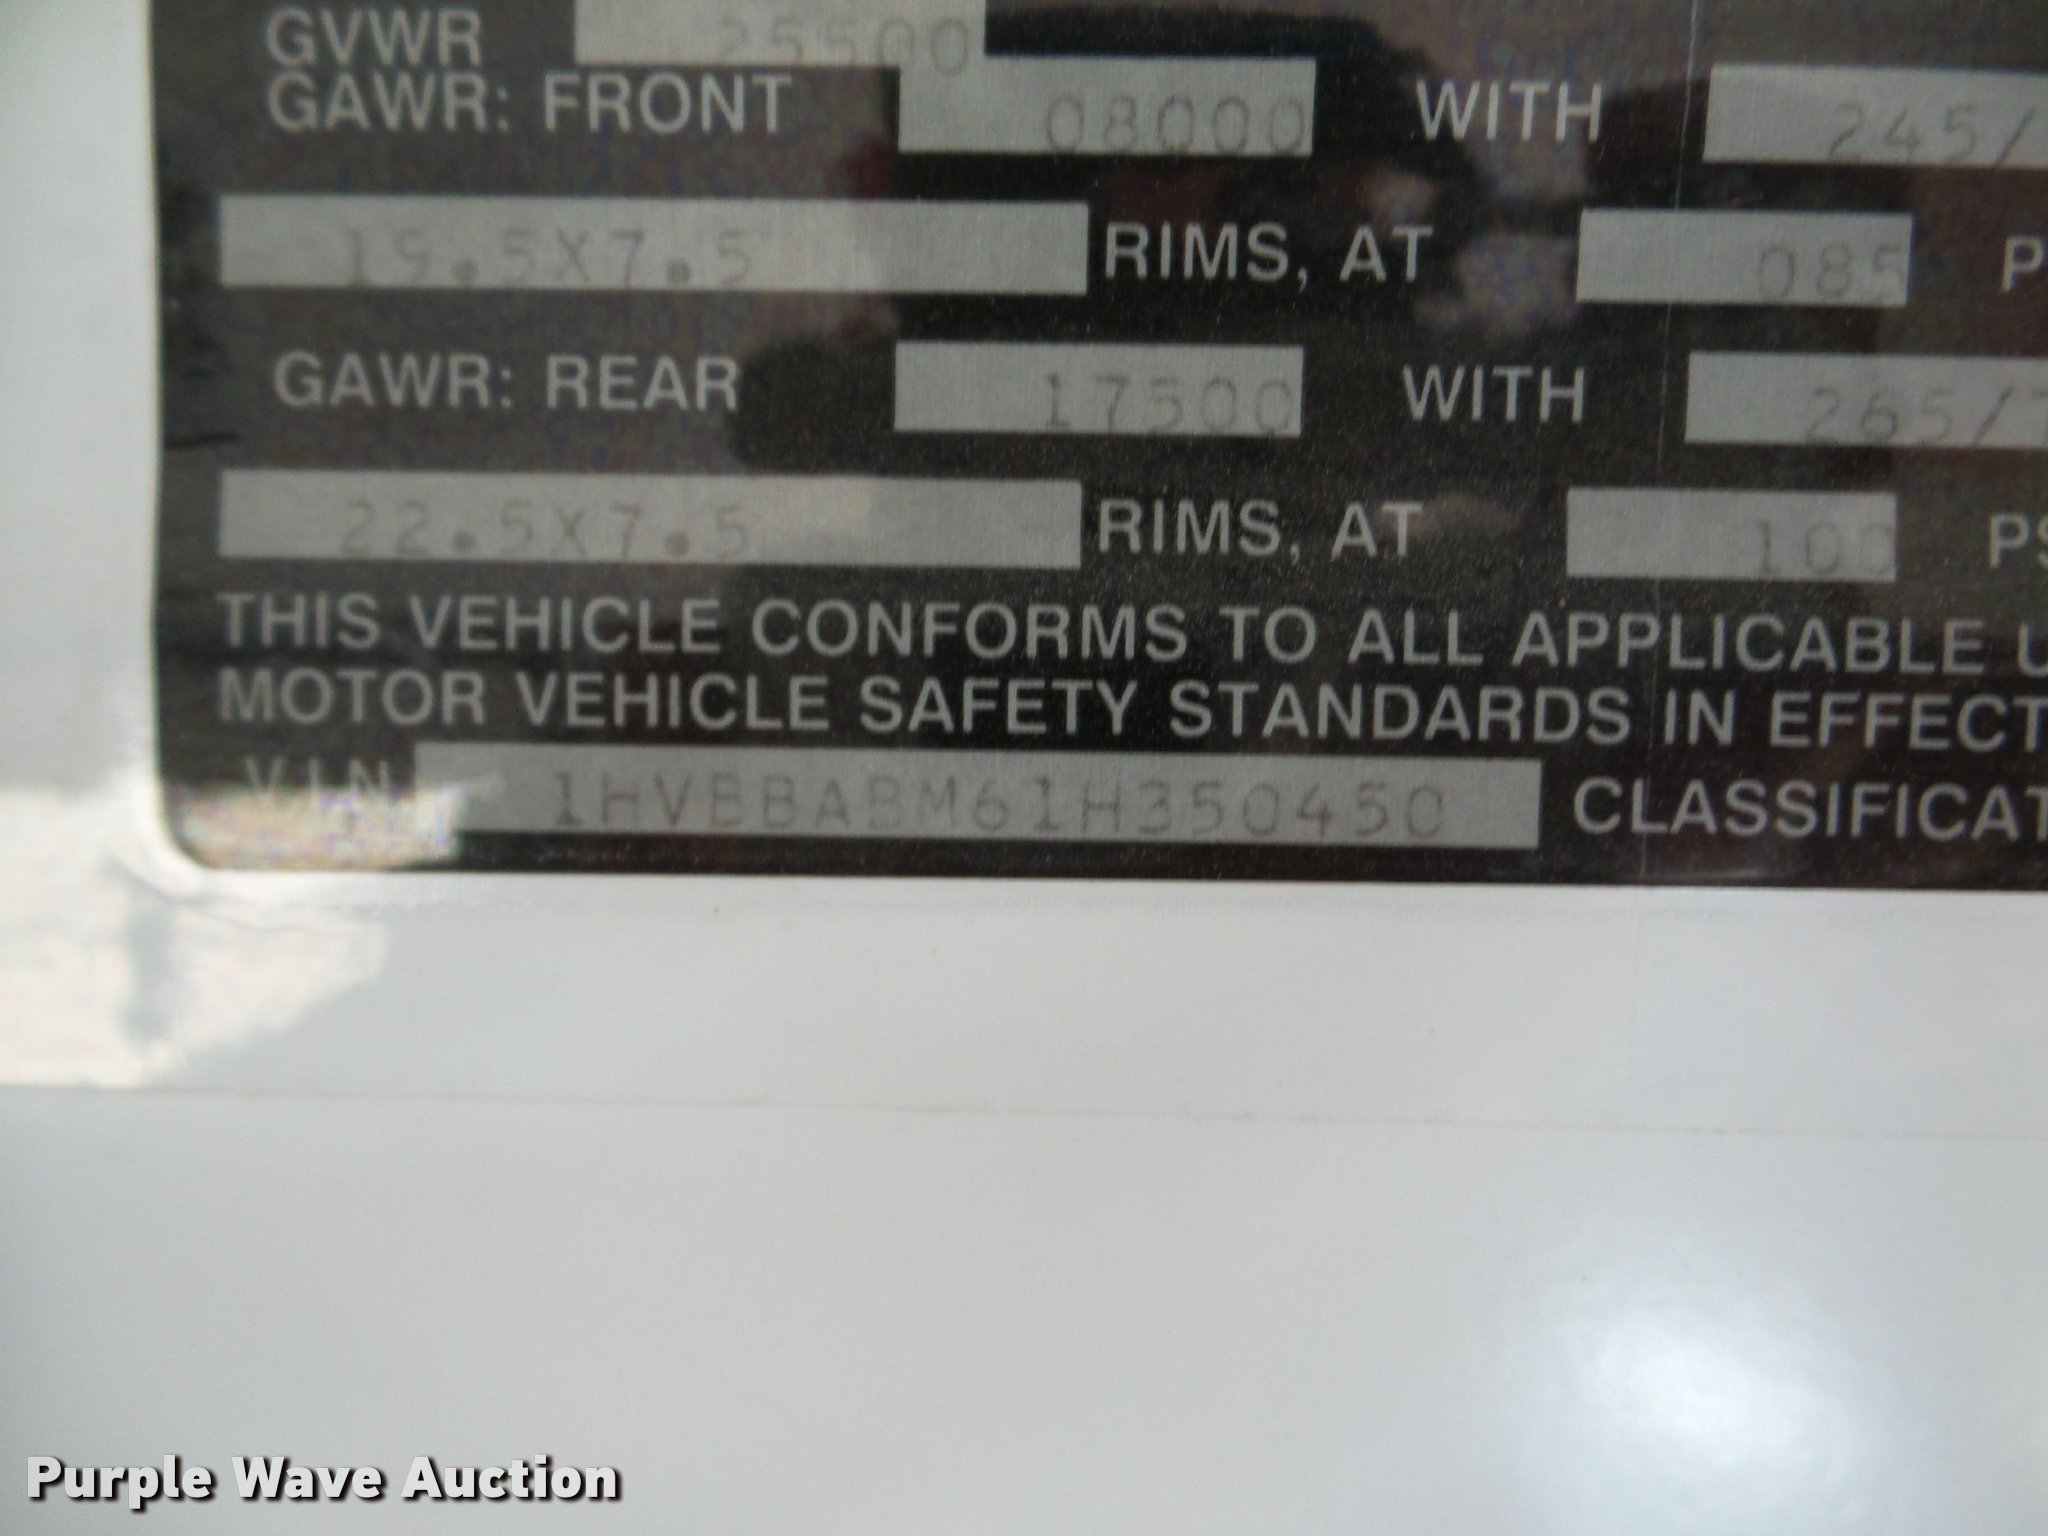 GVWR 25500
GAWR: FRONT 08000 WITH 245/
19.5X7.5 RIMS, AT 085 P
GAWR: REAR 17500 WITH 265/7
22.5X7.5 RIMS, AT 100 PS
THIS VEHICLE CONFORMS TO ALL APPLICABLE U
MOTOR VEHICLE SAFETY STANDARDS IN EFFECT
VIN 1HVBBABM61H350450 CLASSIFICAT
Purple Wave Auction